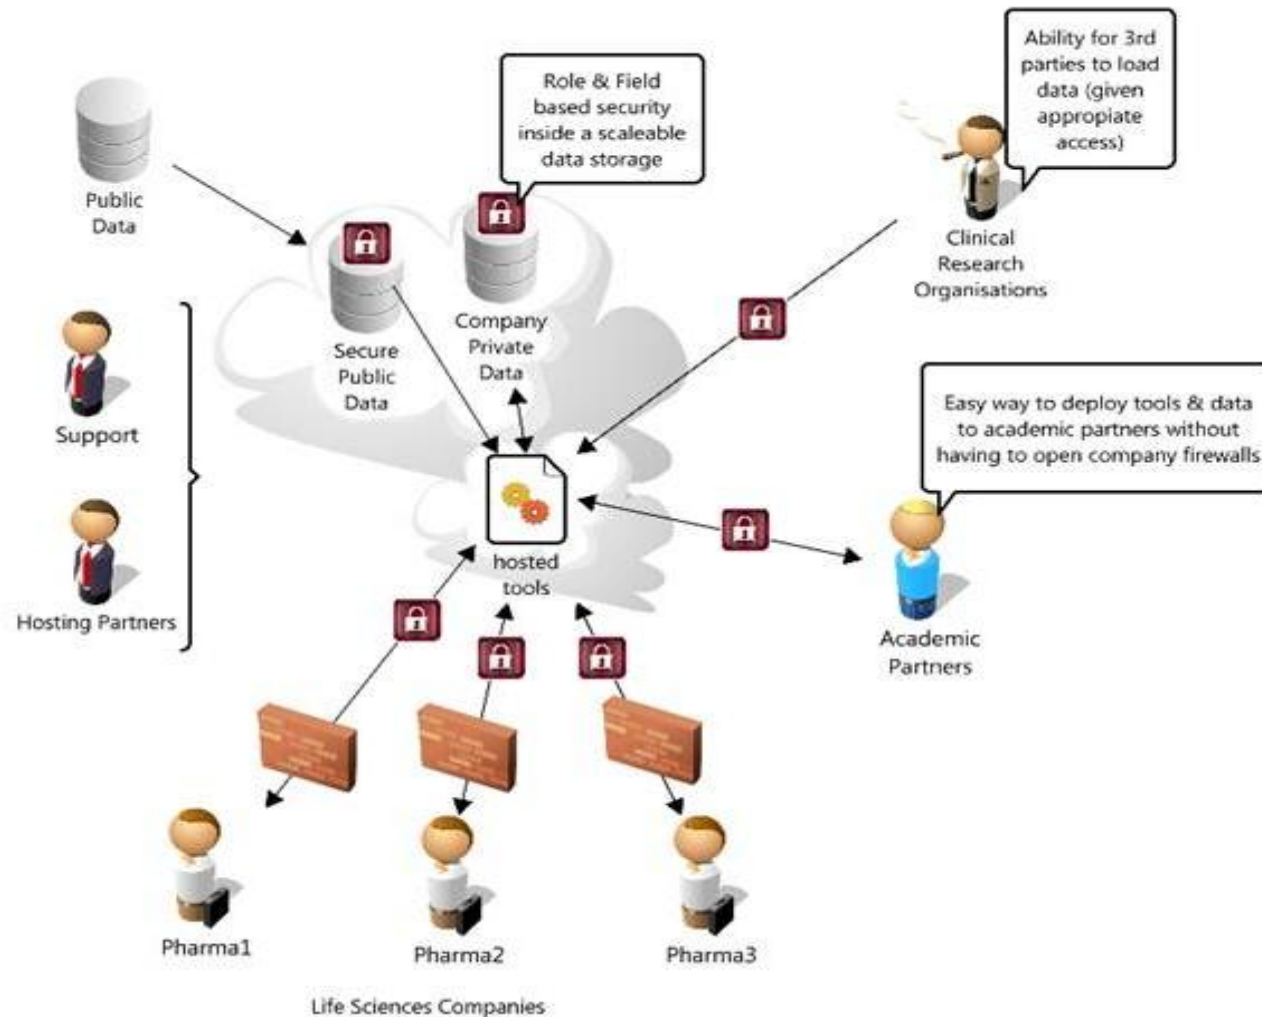 Role & Field
based security
inside a scaleable
data storage
Ability for 3rd
parties to load
data (given
appropiate
access)
Public
Data
Clinical
Research
Organisations
Company
Private
Data
Secure
Public
Data
Support
Easy way to deploy tools & data
to academic partners without
having to open company firewalls
hosted
tools
Hosting Partners
Academic
Partners
Pharma1
Pharma2
Pharma3
Life Sciences Companies